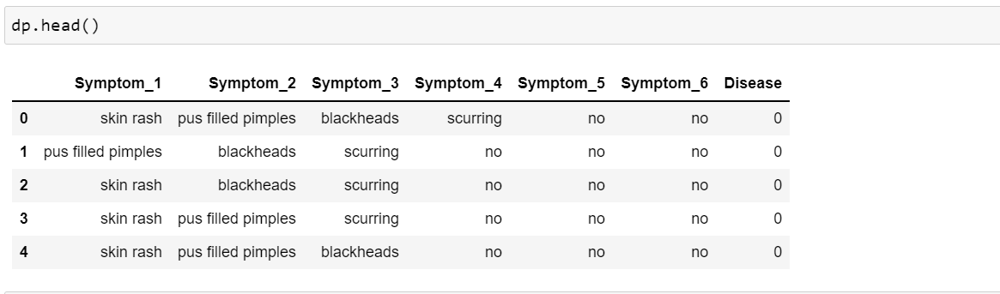 dp.head()
Symptom_1 Symptom_2 Symptom_3 Symptom_4 Symptom_5 Symptom_6 Disease
0 skin rash pus filled pimples blackheads scurring no no 0
1 pus filled pimples blackheads scurring no no no 0
2 skin rash blackheads scurring no no no 0
3 skin rash pus filled pimples scurring no no no 0
4 skin rash pus filled pimples blackheads no no no 0